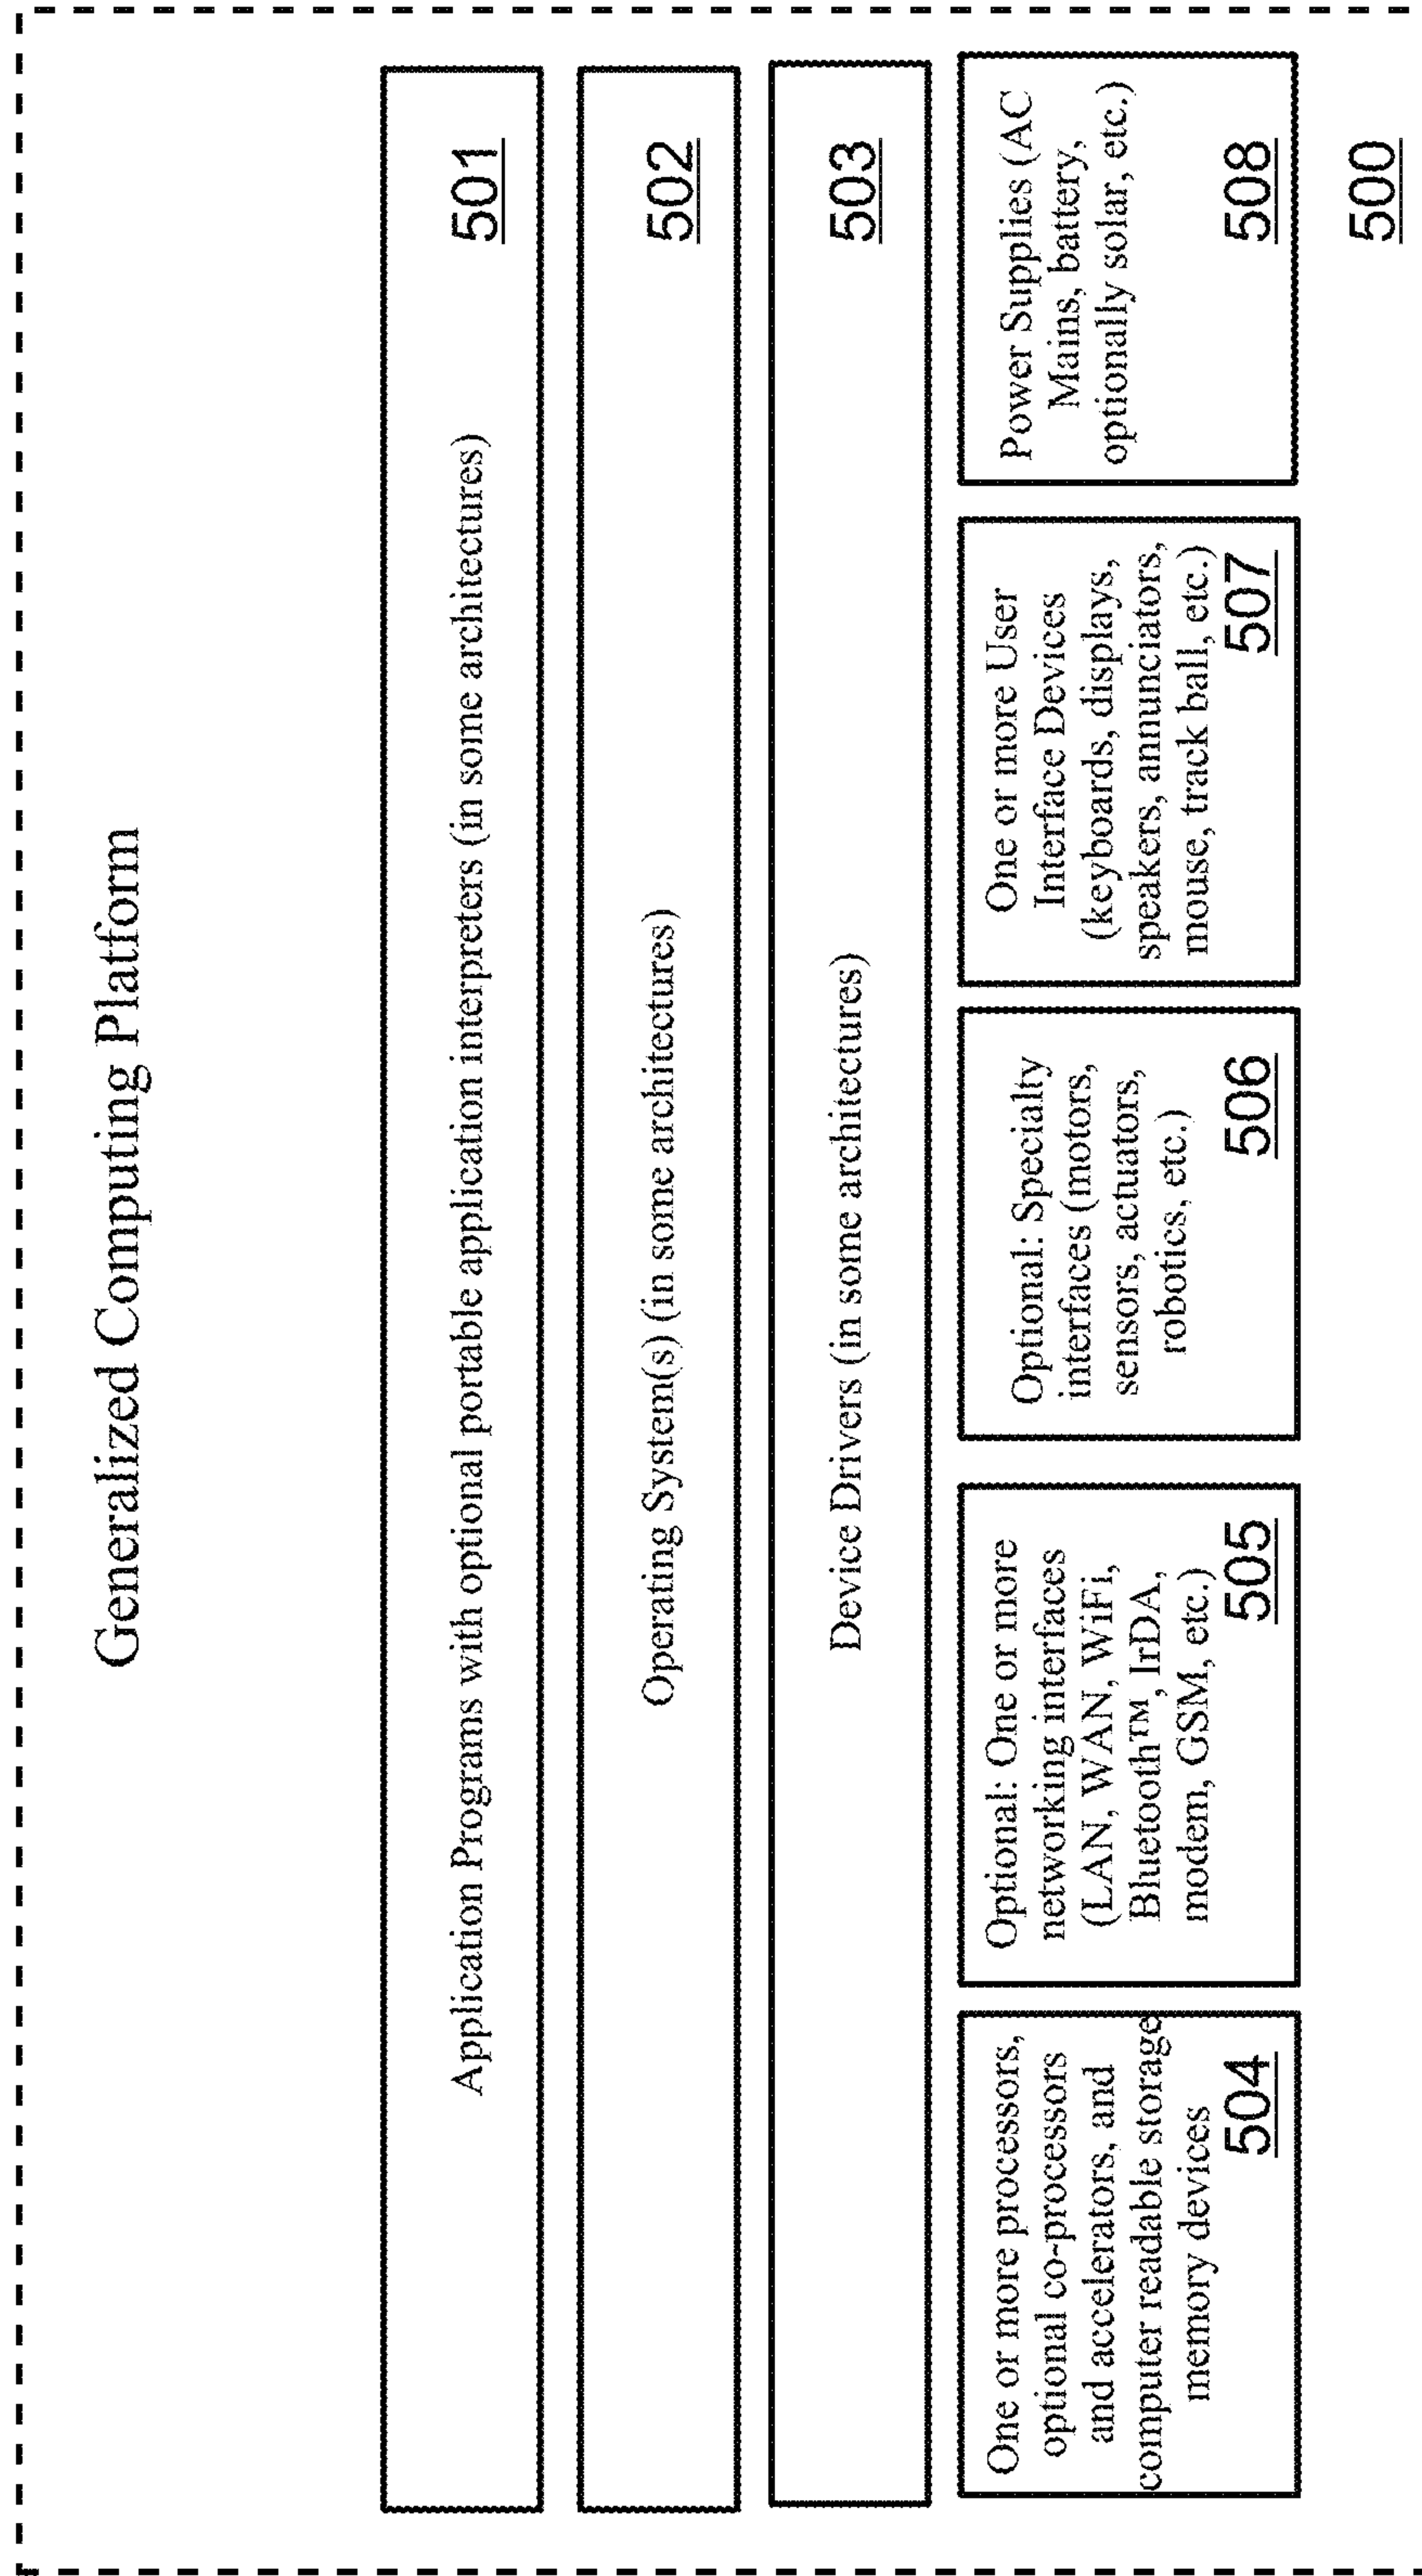 Generalized Computing Platform
Application Programs with optional portable application interpreters (in some architectures)
501
Operating System(s) (in some architectures)
502
Device Drivers (in some architectures)
503
One or more processors,
optional co-processors
and accelerators, and
computer readable storage
memory devices
504
Optional: One or more
networking interfaces
(LAN, WAN, WiFi,
Bluetooth™, IrDA,
modem, GSM, etc.)
505
Optional: Specialty
interfaces (motors,
sensors, actuators,
robotics, etc.)
506
One or more User
Interface Devices
(keyboards, displays,
speakers, annunciators,
mouse, track ball, etc.)
507
Power Supplies (AC
Mains, battery,
optionally solar, etc.)
508
500